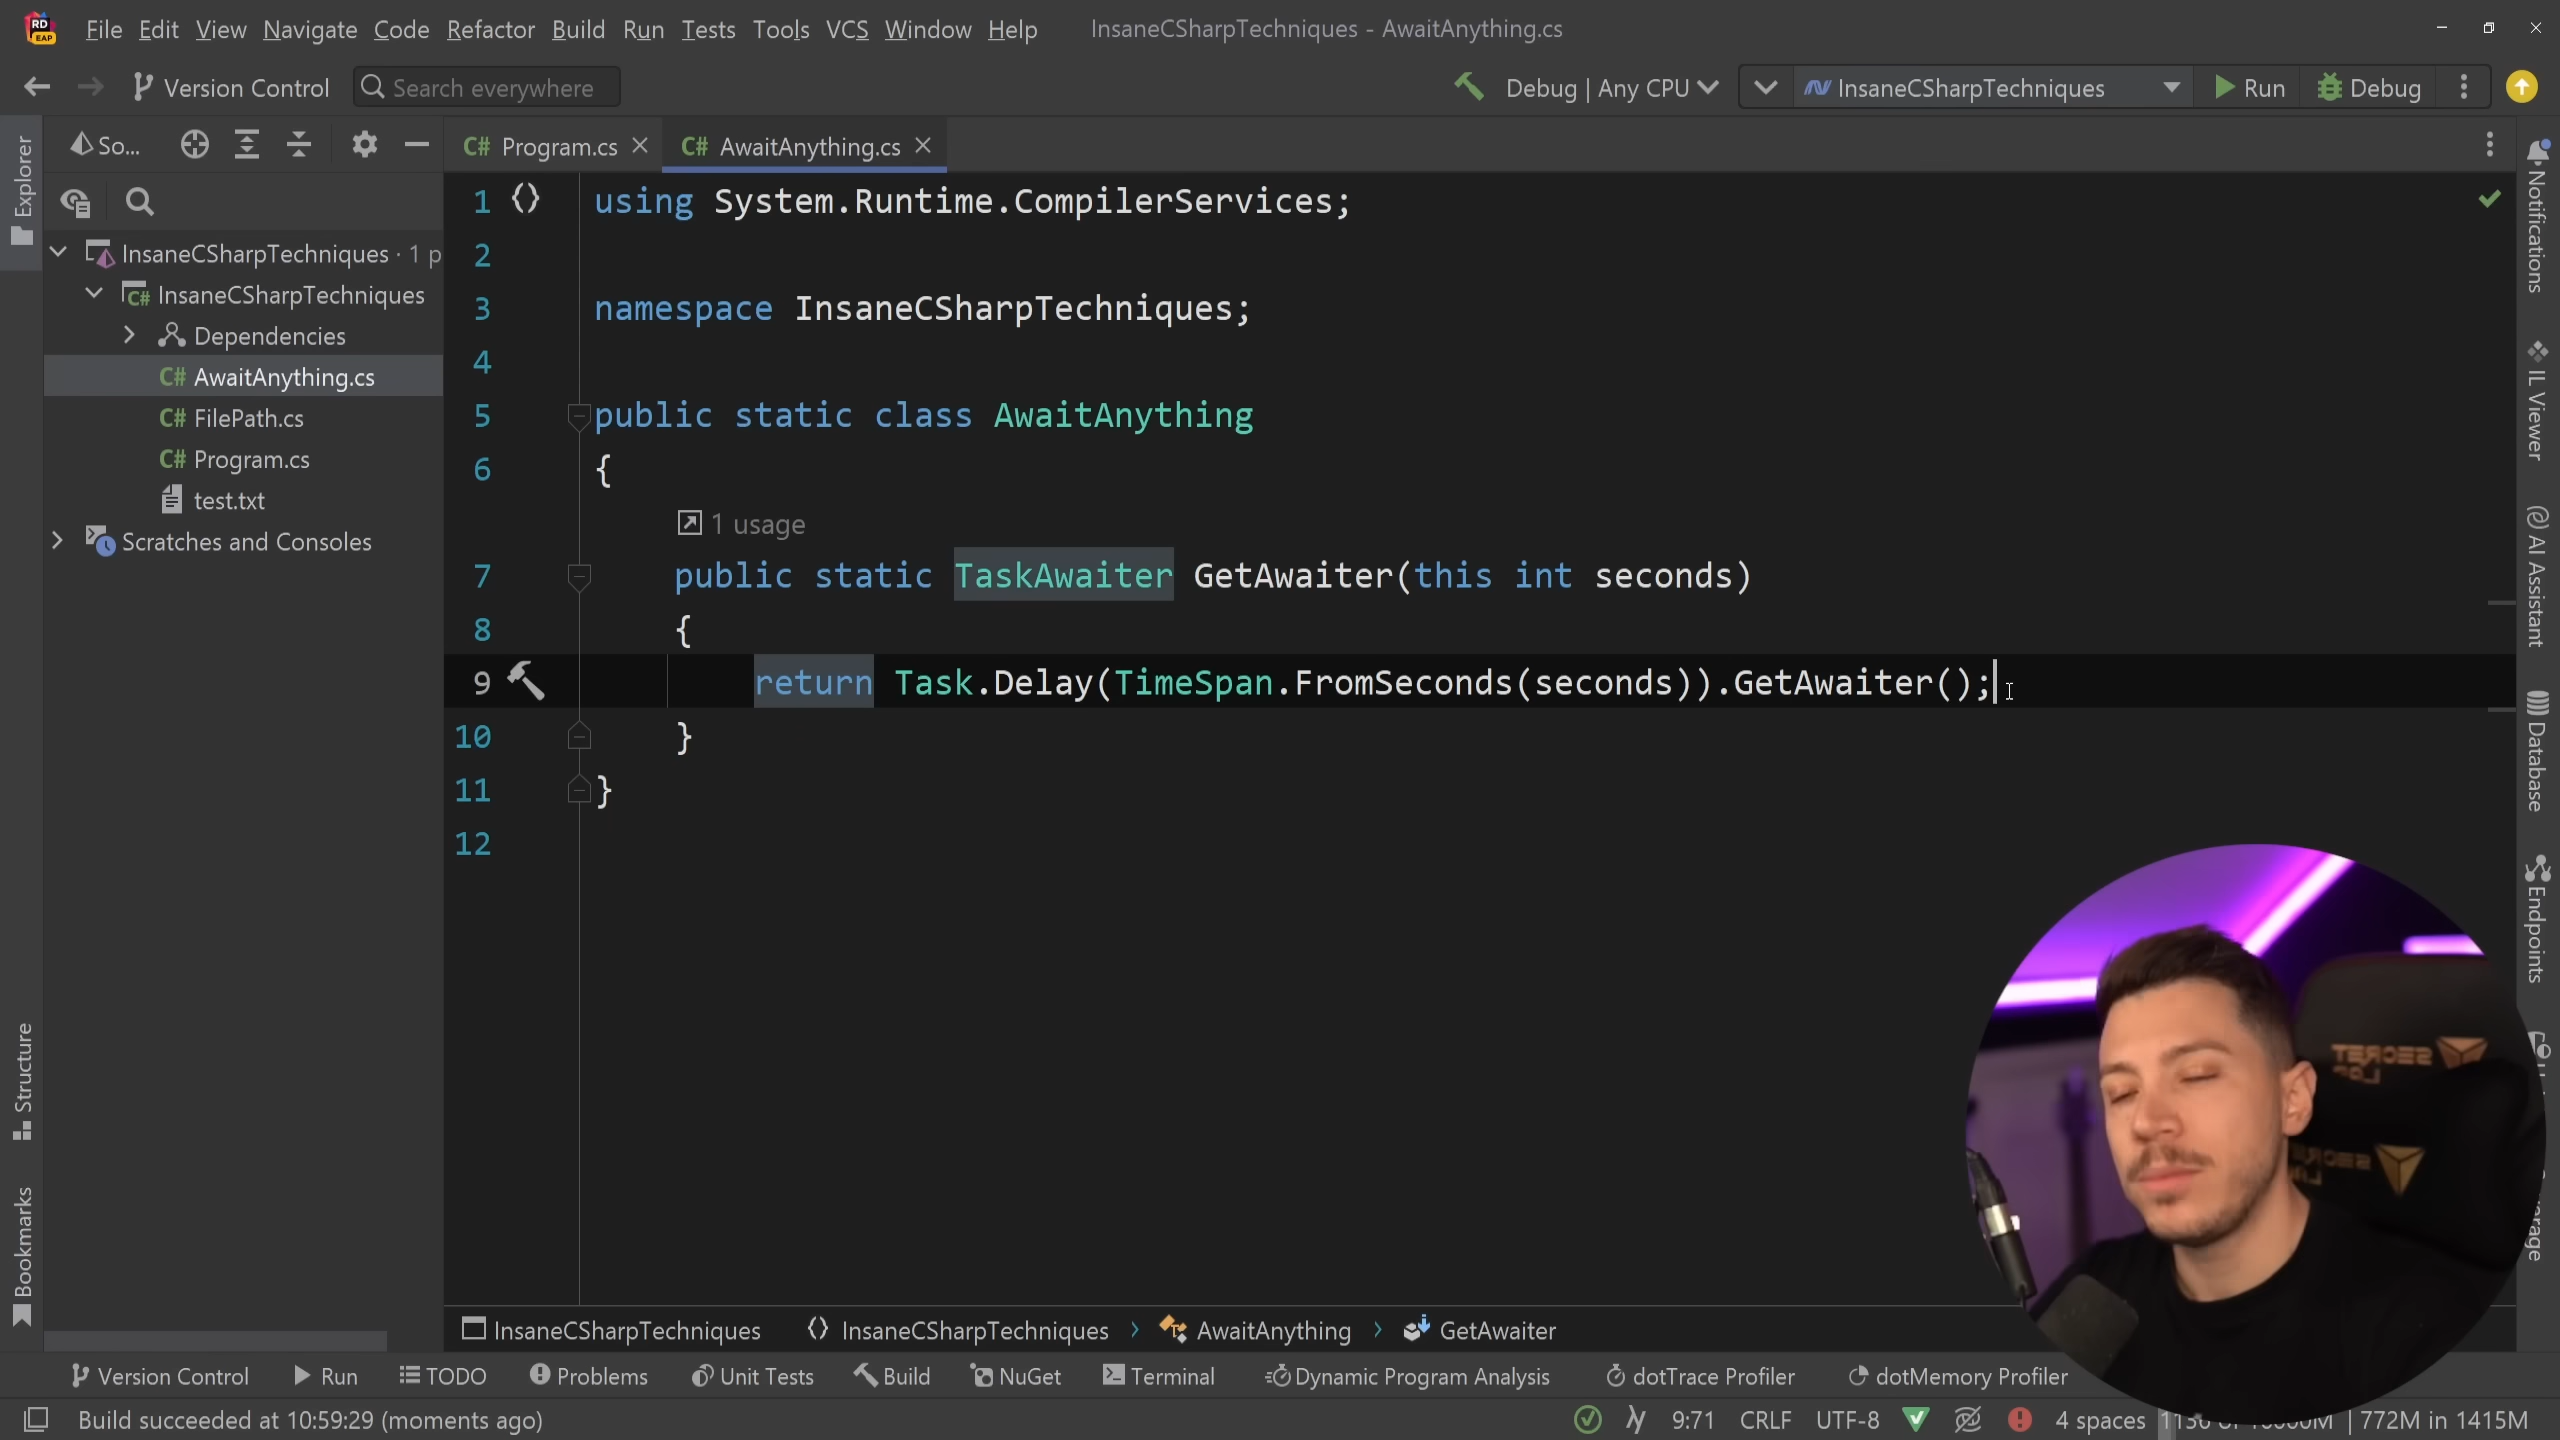 File Edit View Navigate Code Refactor Build Run Tests Tools VCS Window Help InsaneCSharpTechniques - AwaitAnything.cs
Version Control Search everywhere Debug | Any CPU InsaneCSharpTechniques Run Debug
Explorer
So...
C# Program.cs C# AwaitAnything.cs
InsaneCSharpTechniques · 1 p
C# InsaneCSharpTechniques
Dependencies
C# AwaitAnything.cs
C# FilePath.cs
C# Program.cs
test.txt
Scratches and Consoles
1 using System.Runtime.CompilerServices;
2
3 namespace InsaneCSharpTechniques;
4
5 public static class AwaitAnything
6 {
1 usage
7 public static TaskAwaiter GetAwaiter(this int seconds)
8 {
9 return Task.Delay(TimeSpan.FromSeconds(seconds)).GetAwaiter();
10 }
11 }
12
Notifications
IL Viewer
AI Assistant
Database
Endpoints
Structure
Bookmarks
SECRET
LAB
InsaneCSharpTechniques InsaneCSharpTechniques AwaitAnything GetAwaiter
Version Control Run TODO Problems Unit Tests Build NuGet Terminal Dynamic Program Analysis dotTrace Profiler dotMemory Profiler
Build succeeded at 10:59:29 (moments ago) 9:71 CRLF UTF-8 4 spaces 772M in 1415M